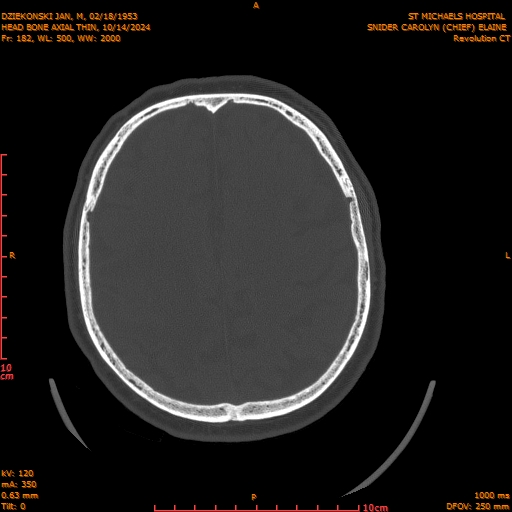 A
DZIEKONSKI JAN, M, 02/18/1953
HEAD BONE AXIAL THIN, 10/14/2024
Fr: 182, WL: 500, WW: 2000
ST MICHAELS HOSPITAL
SNIDER CAROLYN (CHIEF) ELAINE
Revolution CT
R
L
10
cm
kV: 120
mA: 350
0.63 mm
Tilt: 0
P
10cm
1000 ms
DFOV: 250 mm